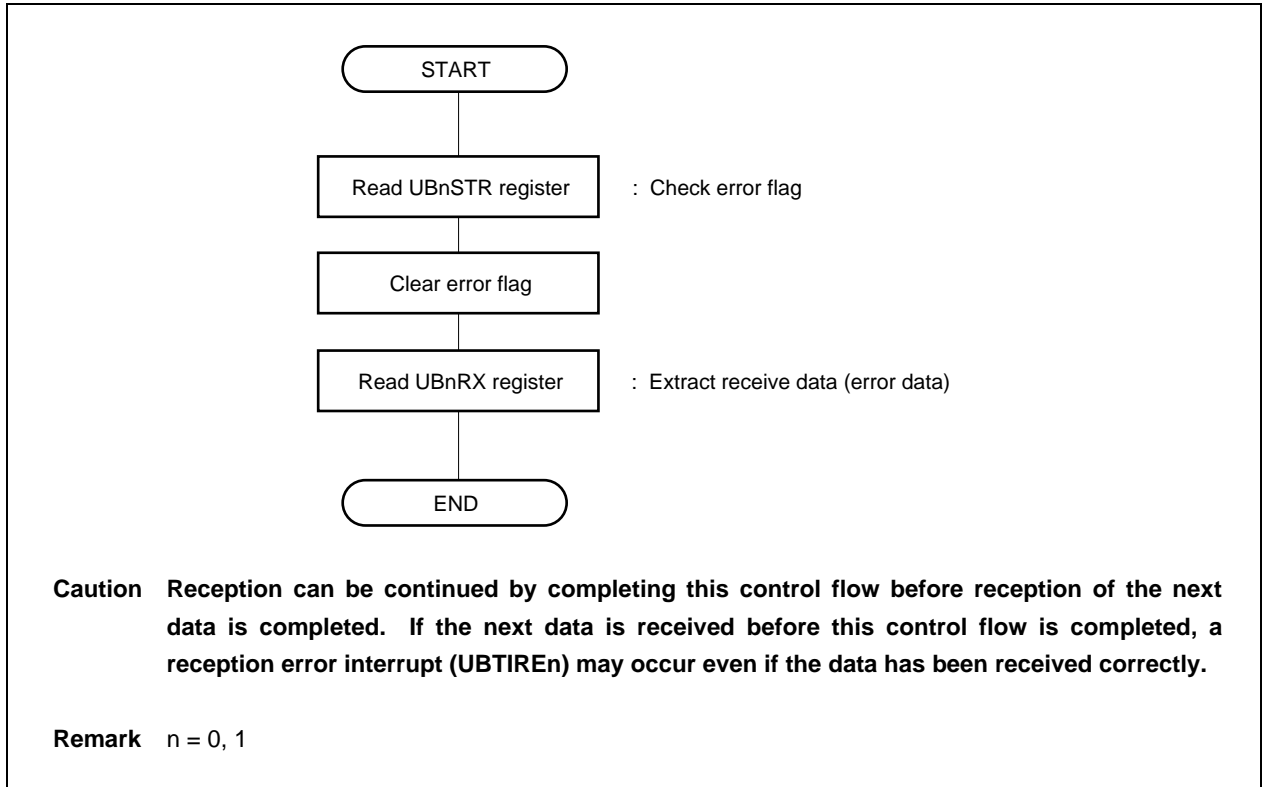 START
Read UBnSTR register : Check error flag
Clear error flag
Read UBnRX register : Extract receive data (error data)
END
Caution Reception can be continued by completing this control flow before reception of the next
data is completed. If the next data is received before this control flow is completed, a
reception error interrupt (UBTIREn) may occur even if the data has been received correctly.
Remark n = 0, 1